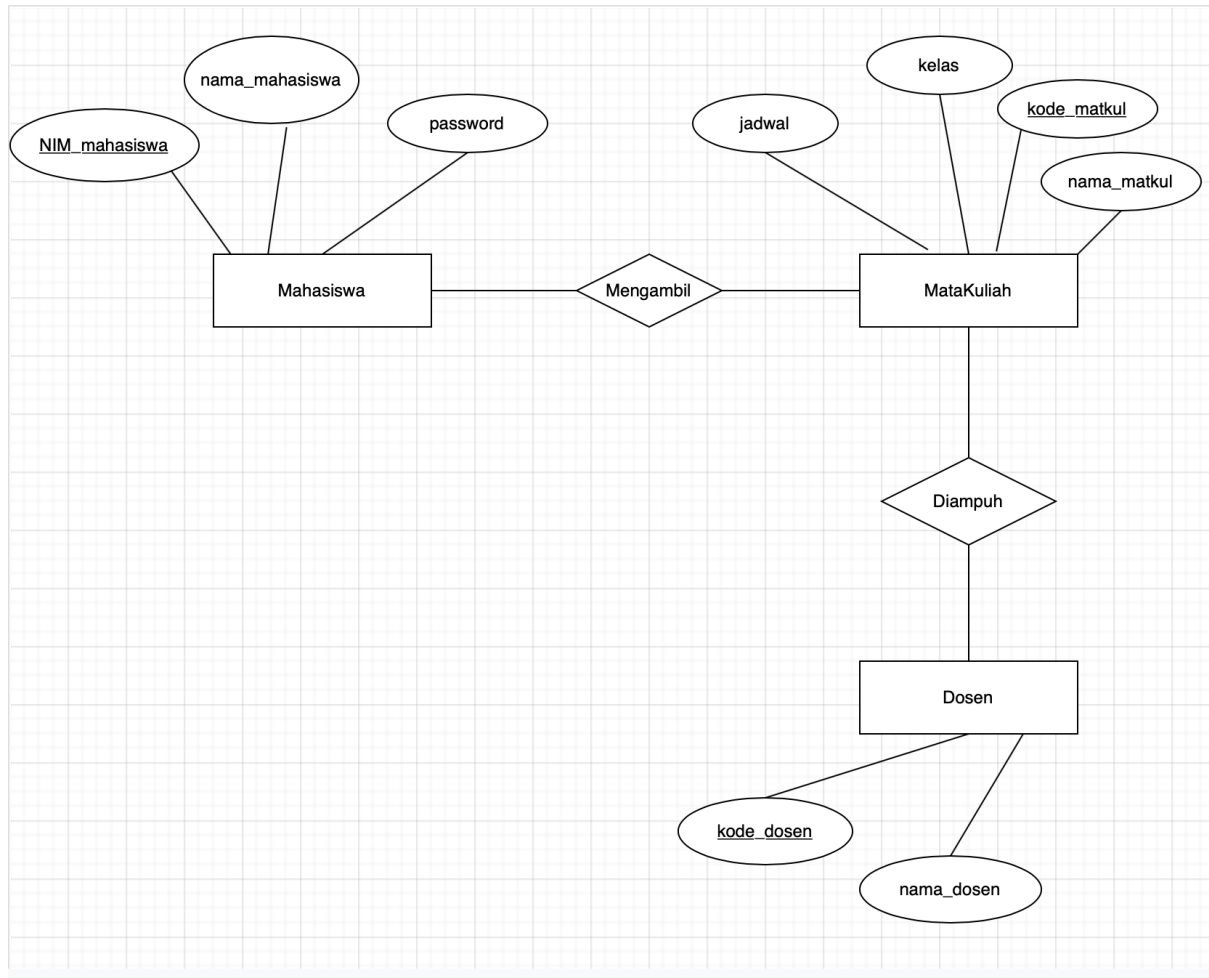 kelas
nama_mahasiswa
kode_matkul
password
jadwal
NIM_mahasiswa
nama_matkul
Mahasiswa
Mengambil
MataKuliah
Diampuh
Dosen
kode_dosen
nama_dosen